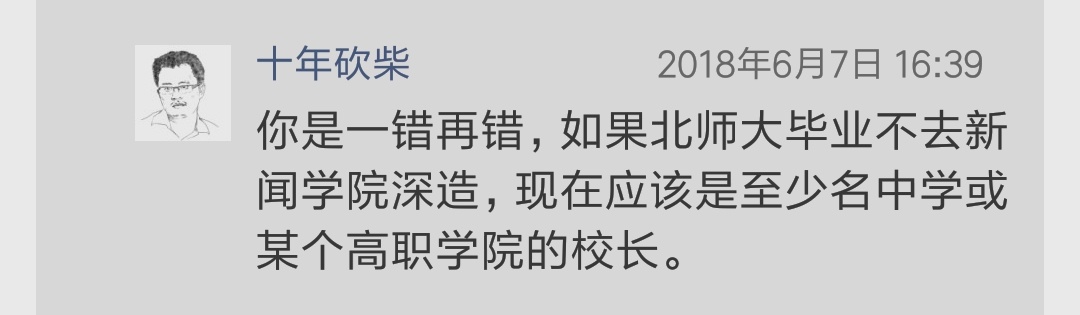 十年砍柴 2018年6月7日 16:39
你是一错再错，如果北师大毕业不去新
闻学院深造，现在应该是至少名中学或
某个高职学院的校长。